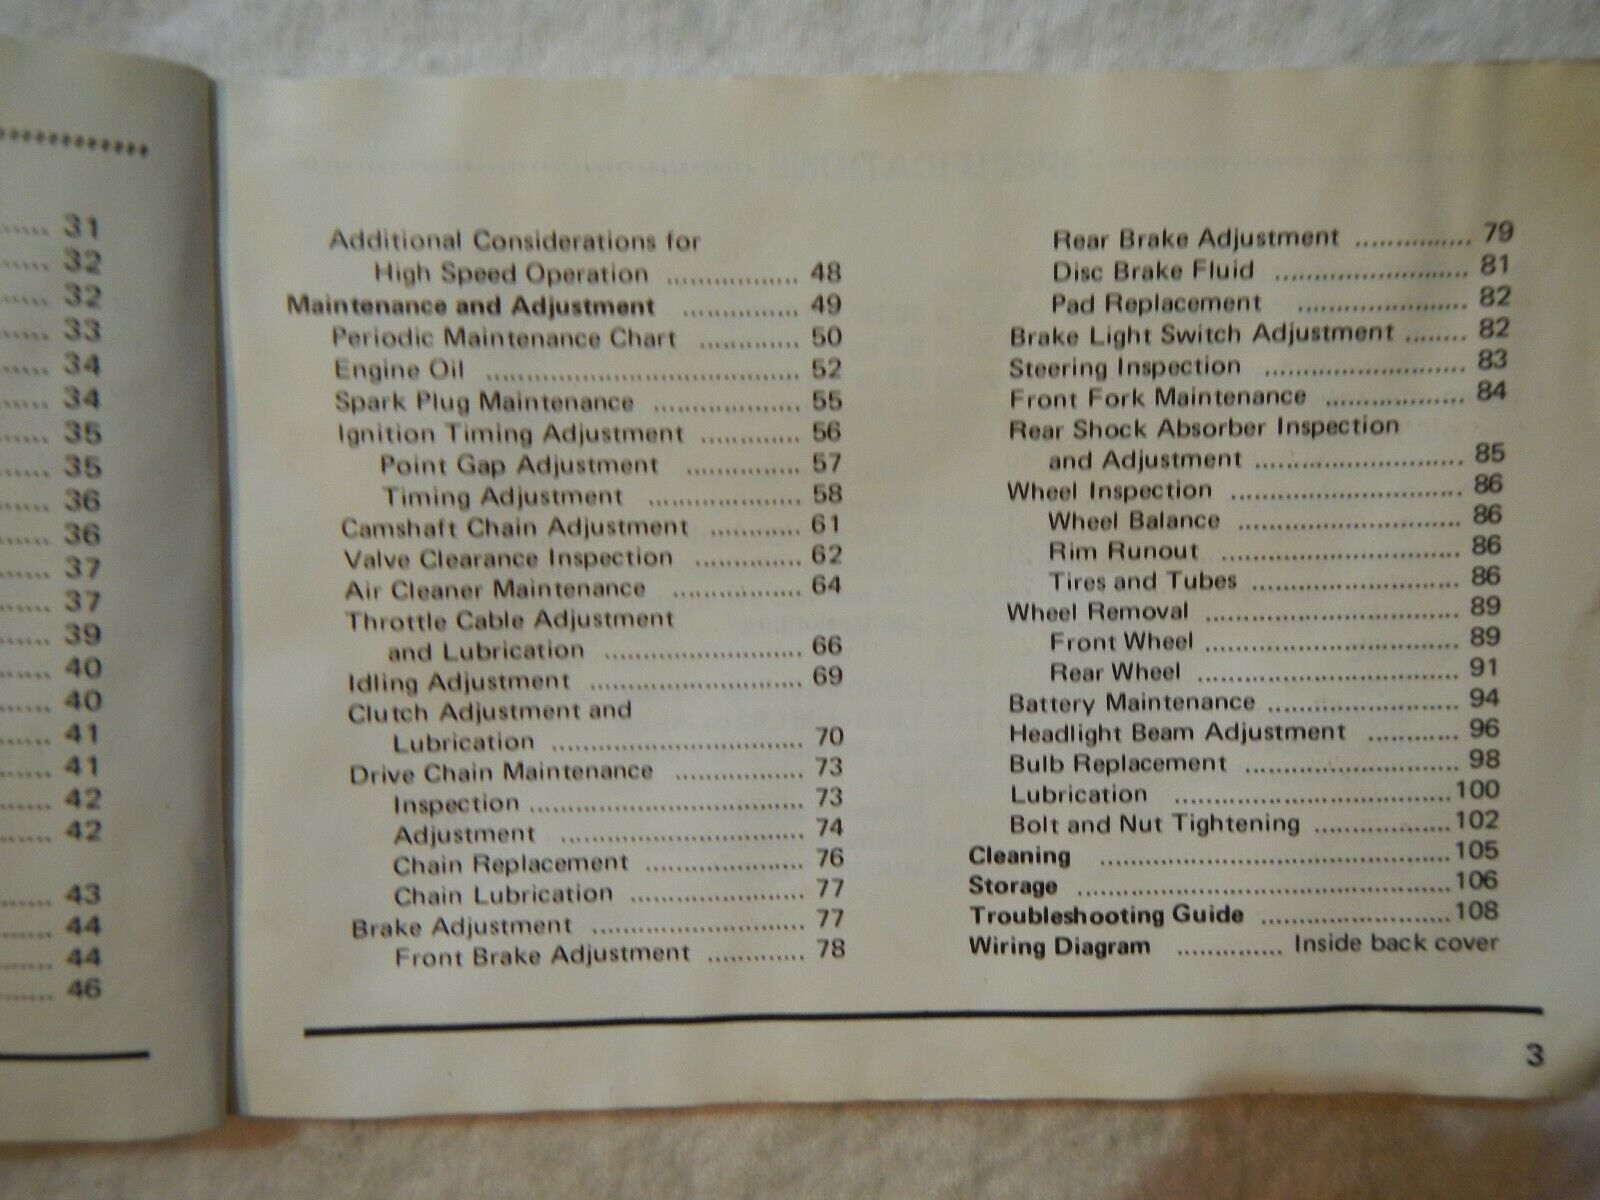 31
32
32
33
34
34
35
35
36
36
37
37
39
40
40
41
41
42
42
43
44
44
46
Additional Considerations for
High Speed Operation ................ 48
Maintenance and Adjustment .............. 49
Periodic Maintenance Chart ............ 50
Engine Oil ...................................... 52
Spark Plug Maintenance .................. 55
Ignition Timing Adjustment ............ 56
Point Gap Adjustment .............. 57
Timing Adjustment ................... 58
Camshaft Chain Adjustment ........... 61
Valve Clearance Inspection ............. 62
Air Cleaner Maintenance ................ 64
Throttle Cable Adjustment
and Lubrication ........................ 66
Idling Adjustment .......................... 69
Clutch Adjustment and
Lubrication ............................... 70
Drive Chain Maintenance ................ 73
Inspection .................................. 73
Adjustment .............................. 74
Chain Replacement .................... 76
Chain Lubrication ...................... 77
Brake Adjustment .......................... 77
Front Brake Adjustment ............ 78
Rear Brake Adjustment ............... 79
Disc Brake Fluid ........................ 81
Pad Replacement ..................... 82
Brake Light Switch Adjustment ........ 82
Steering Inspection ......................... 83
Front Fork Maintenance ................. 84
Rear Shock Absorber Inspection
and Adjustment .......................... 85
Wheel Inspection ............................. 86
Wheel Balance ............................ 86
Rim Runout .............................. 86
Tires and Tubes .......................... 86
Wheel Removal ................................ 89
Front Wheel ................................ 89
Rear Wheel ................................. 91
Battery Maintenance ........................ 94
Headlight Beam Adjustment ........... 96
Bulb Replacement ........................... 98
Lubrication ................................... 100
Bolt and Nut Tightening ................. 102
Cleaning ............................................ 105
Storage ............................................... 106
Troubleshooting Guide ....................... 108
Wiring Diagram .............. Inside back cover
3